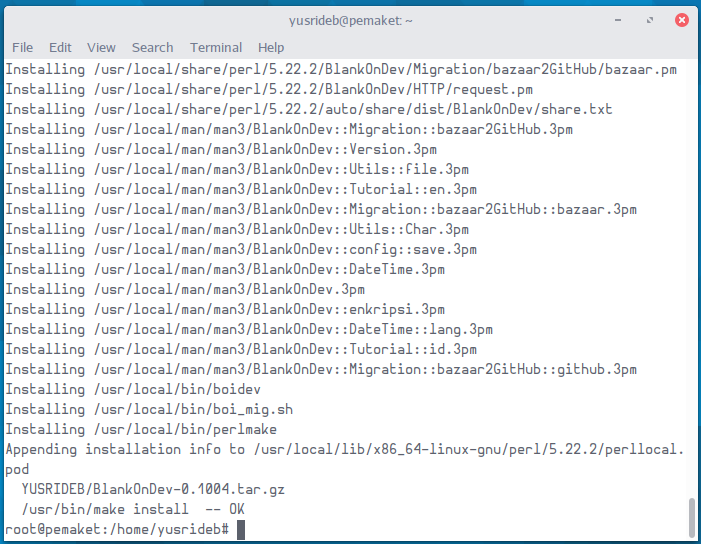 yusrideb@pemaket: ~
File Edit View Search Terminal Help
Installing /usr/local/share/perl/5.22.2/BlankOnDev/Migration/bazaar2GitHub/bazaar.pm
Installing /usr/local/share/perl/5.22.2/BlankOnDev/HTTP/request.pm
Installing /usr/local/share/perl/5.22.2/auto/share/dist/BlankOnDev/share.txt
Installing /usr/local/man/man3/BlankOnDev::Migration::bazaar2GitHub.3pm
Installing /usr/local/man/man3/BlankOnDev::Version.3pm
Installing /usr/local/man/man3/BlankOnDev::Utils::file.3pm
Installing /usr/local/man/man3/BlankOnDev::Tutorial::en.3pm
Installing /usr/local/man/man3/BlankOnDev::Migration::bazaar2GitHub::bazaar.3pm
Installing /usr/local/man/man3/BlankOnDev::Utils::Char.3pm
Installing /usr/local/man/man3/BlankOnDev::config::save.3pm
Installing /usr/local/man/man3/BlankOnDev::DateTime.3pm
Installing /usr/local/man/man3/BlankOnDev.3pm
Installing /usr/local/man/man3/BlankOnDev::enkripsi.3pm
Installing /usr/local/man/man3/BlankOnDev::DateTime::lang.3pm
Installing /usr/local/man/man3/BlankOnDev::Tutorial::id.3pm
Installing /usr/local/man/man3/BlankOnDev::Migration::bazaar2GitHub::github.3pm
Installing /usr/local/bin/boidev
Installing /usr/local/bin/boi_mig.sh
Installing /usr/local/bin/perlmake
Appending installation info to /usr/local/lib/x86_64-linux-gnu/perl/5.22.2/perllocal.
pod
  YUSRIDEB/BlankOnDev-0.1004.tar.gz
  /usr/bin/make install  -- OK
root@pemaket:/home/yusrideb#